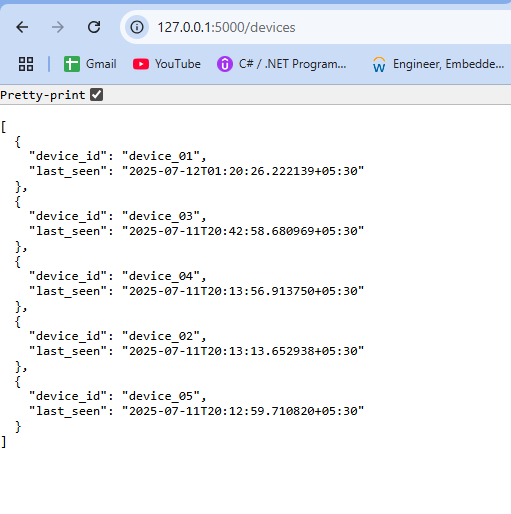 127.0.0.1:5000/devices
Gmail YouTube C# / .NET Program... Engineer, Embedde...
Pretty-print
[
  {
    "device_id": "device_01",
    "last_seen": "2025-07-12T01:20:26.222139+05:30"
  },
  {
    "device_id": "device_03",
    "last_seen": "2025-07-11T20:42:58.680969+05:30"
  },
  {
    "device_id": "device_04",
    "last_seen": "2025-07-11T20:13:56.913750+05:30"
  },
  {
    "device_id": "device_02",
    "last_seen": "2025-07-11T20:13:13.652938+05:30"
  },
  {
    "device_id": "device_05",
    "last_seen": "2025-07-11T20:12:59.710820+05:30"
  }
]